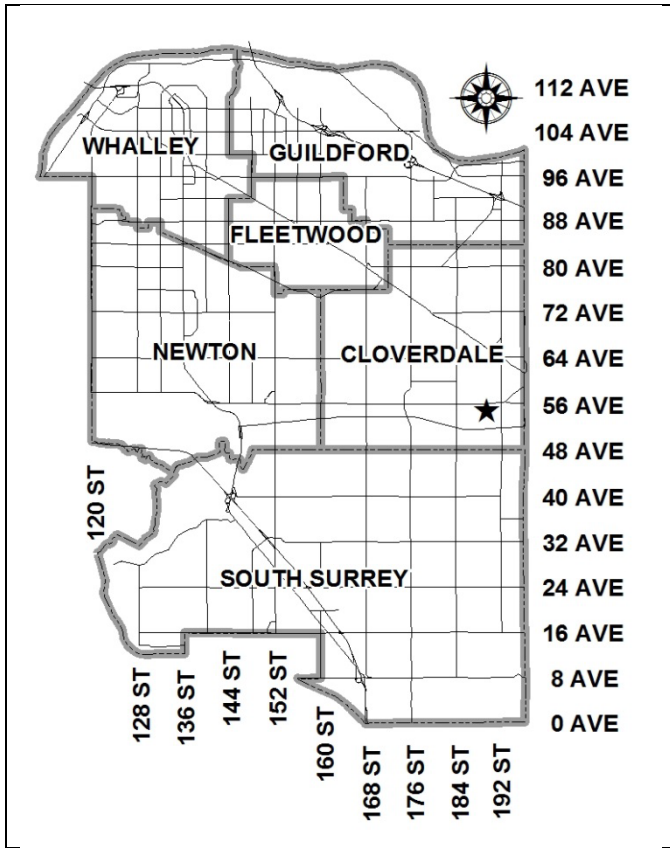 112 AVE
104 AVE
WHALLEY
GUILDFORD
96 AVE
88 AVE
FLEETWOOD
80 AVE
72 AVE
NEWTON
CLOVERDALE
64 AVE
56 AVE
48 AVE
120 ST
40 AVE
32 AVE
SOUTH SURREY
24 AVE
16 AVE
128 ST
136 ST
144 ST
152 ST
160 ST
8 AVE
0 AVE
168 ST
176 ST
184 ST
192 ST